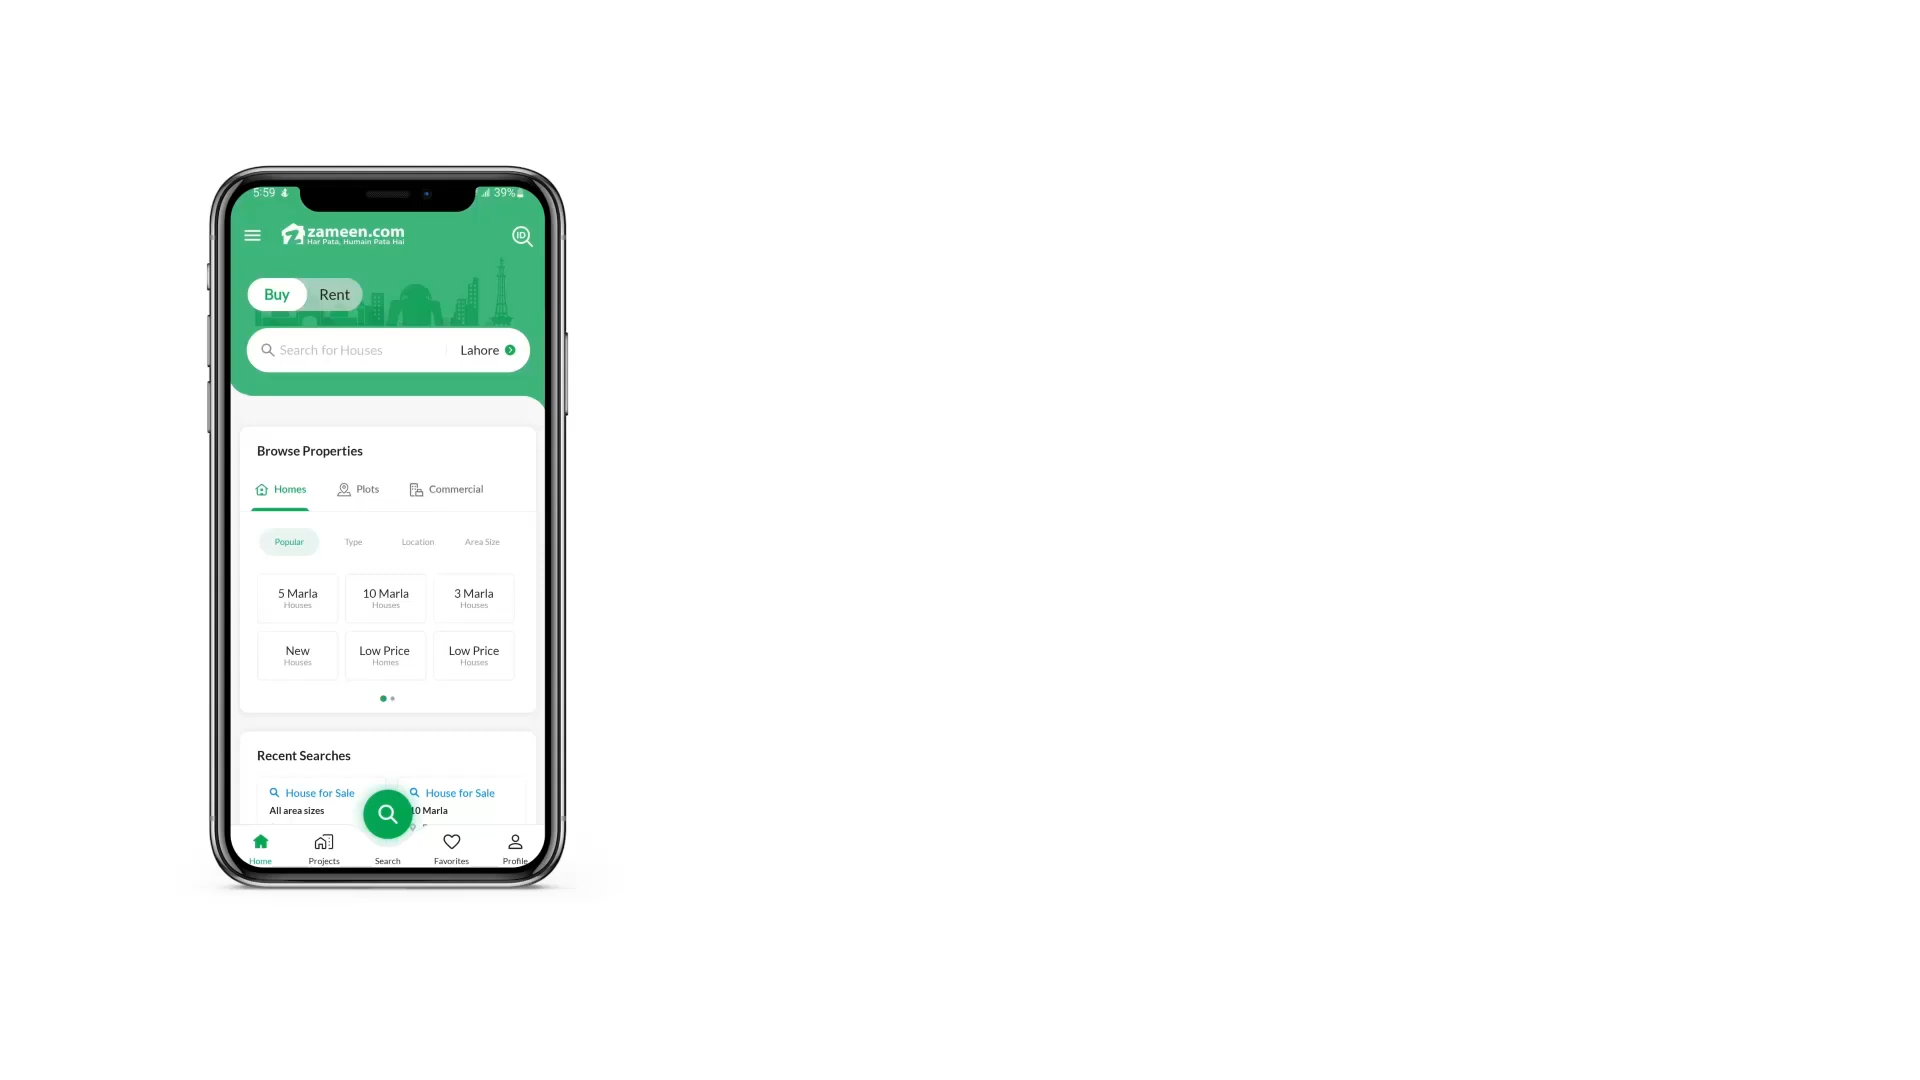 5:59
39%
zameen.com
Har Pata, Humain Pata Hai
ID
Buy Rent
Search for Houses Lahore
Browse Properties
Homes Plots Commercial
Popular Type Location Area Size
5 Marla 10 Marla 3 Marla
Houses Houses Houses
New Low Price Low Price
Houses Homes Houses
Recent Searches
House for Sale House for Sale
All area sizes 10 Marla
Home Projects Search Favorites Profile